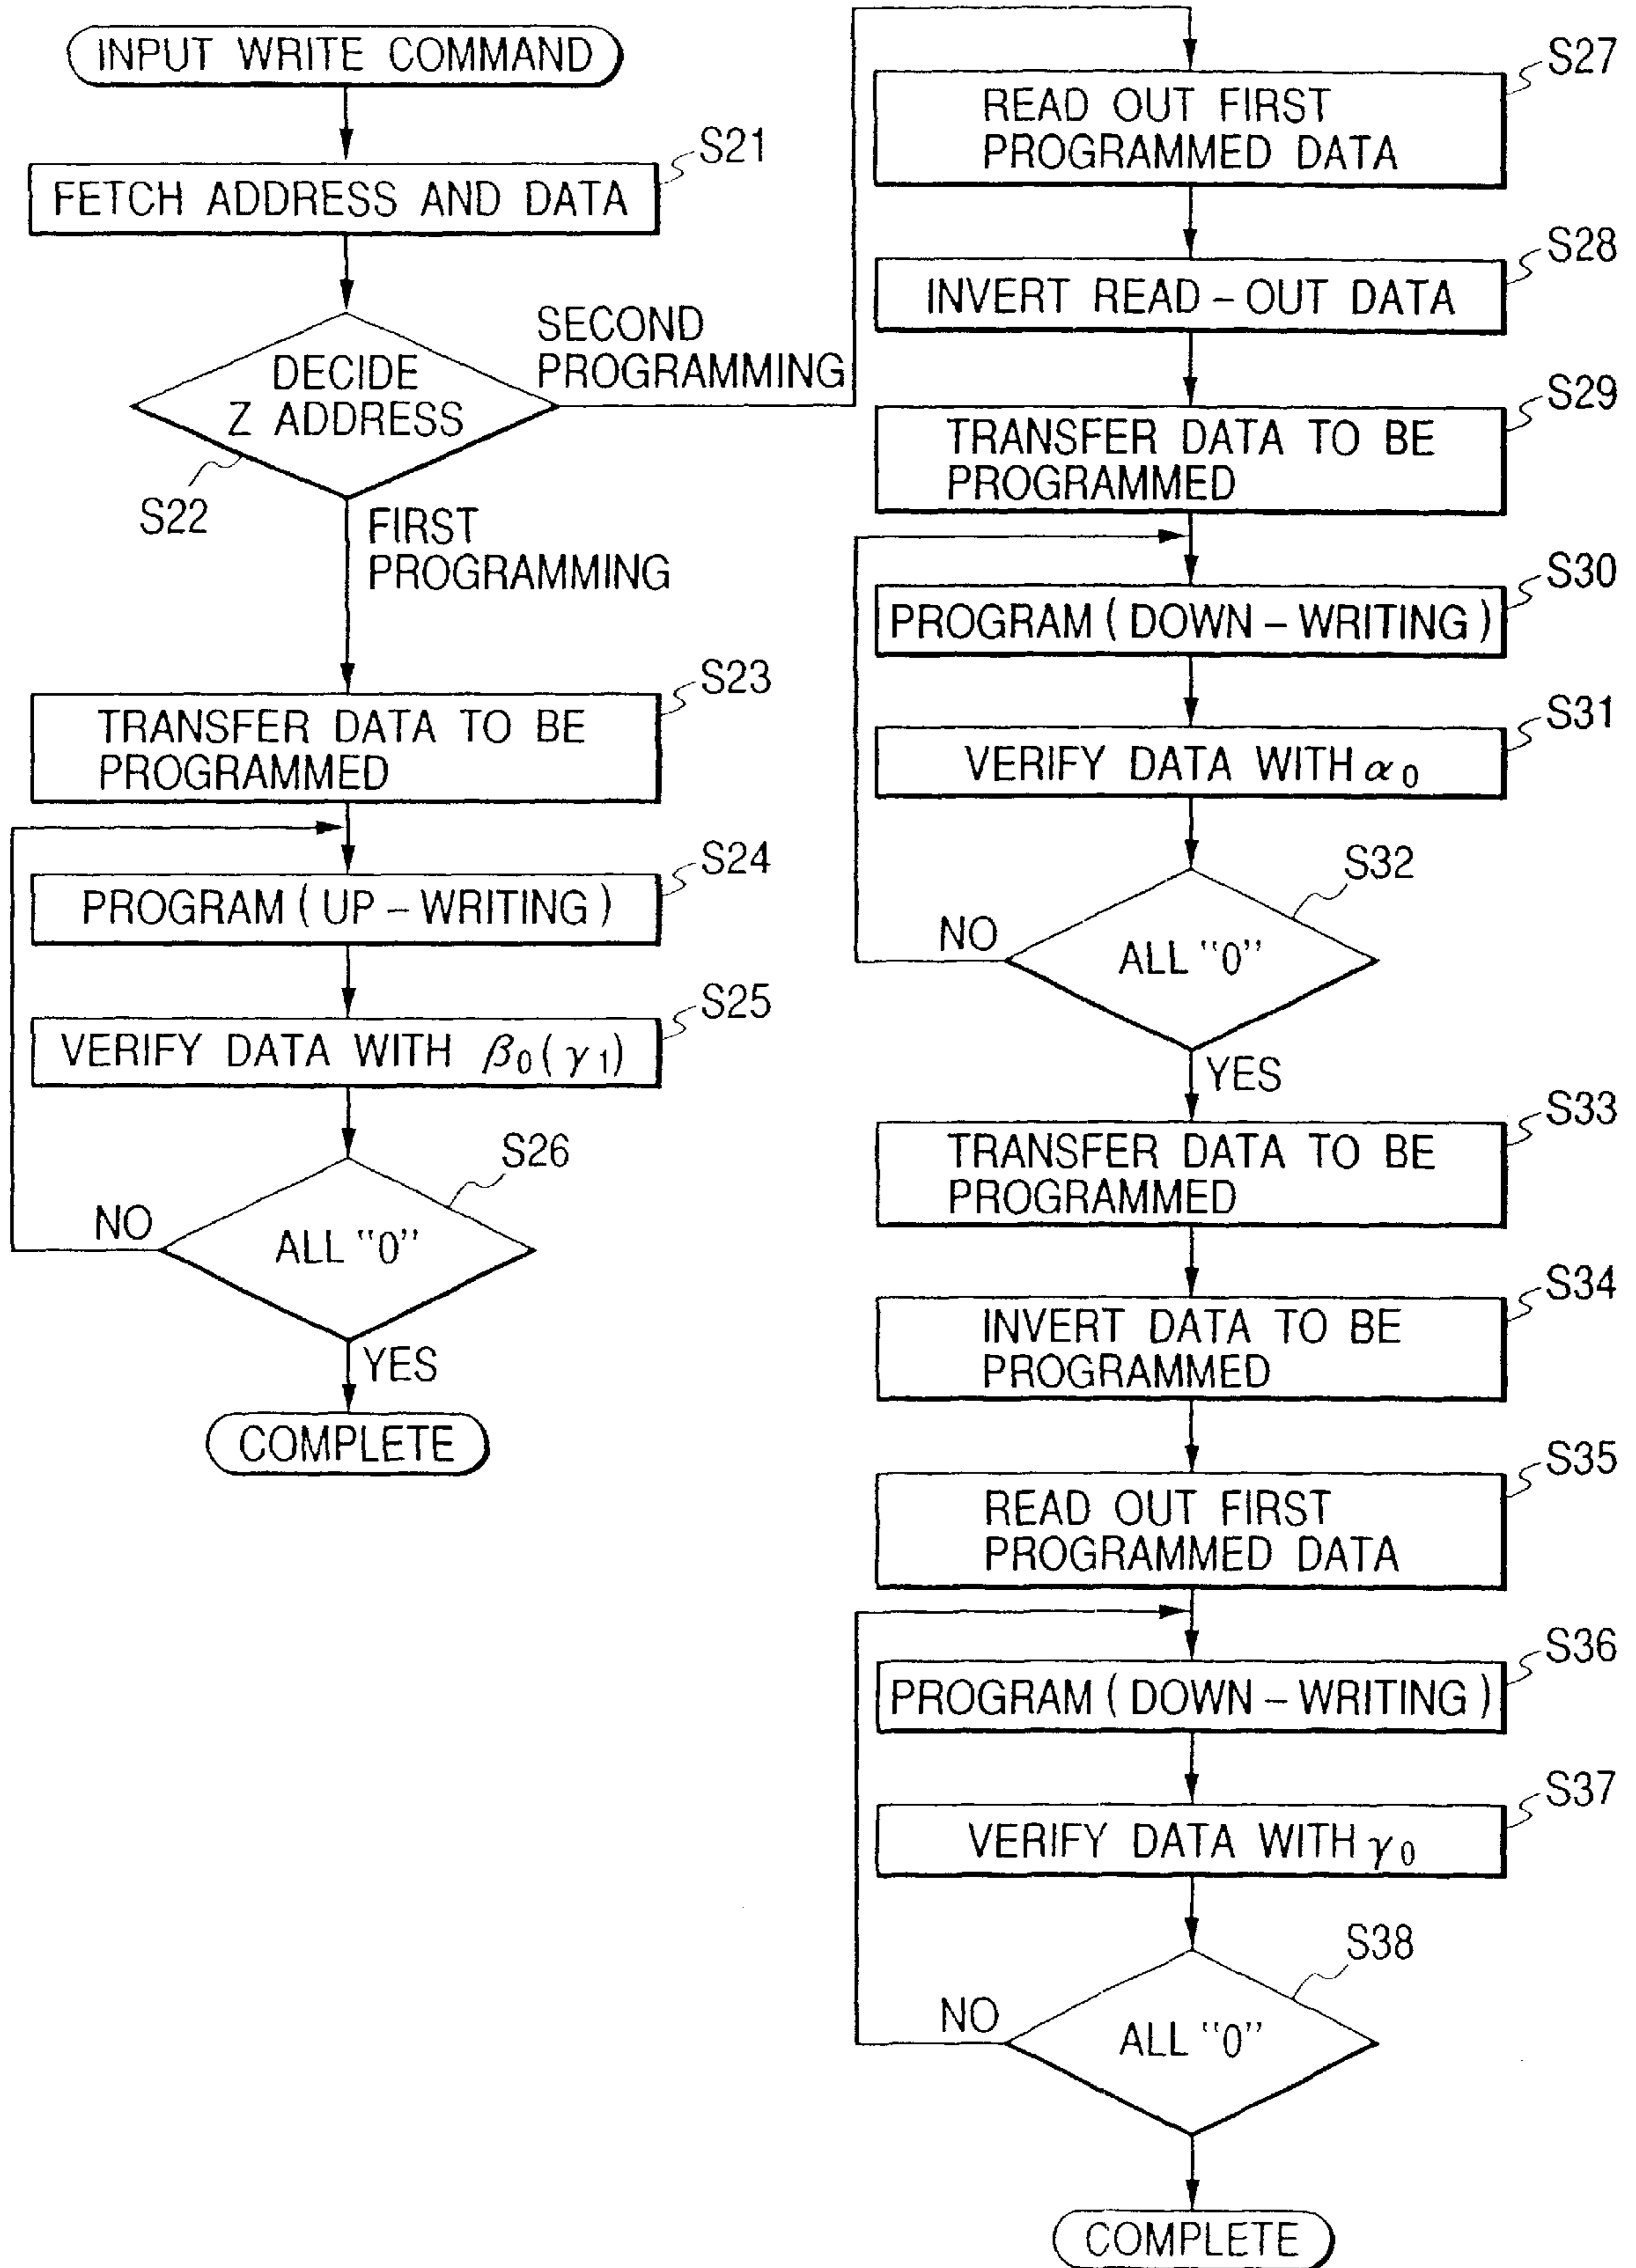 INPUT WRITE COMMAND
S21
FETCH ADDRESS AND DATA
SECOND
PROGRAMMING
DECIDE
Z ADDRESS
S22
FIRST
PROGRAMMING
S23
TRANSFER DATA TO BE
PROGRAMMED
S24
PROGRAM ( UP – WRITING )
S25
VERIFY DATA WITH β0 ( γ1 )
S26
NO
ALL "0"
YES
COMPLETE
S27
READ OUT FIRST
PROGRAMMED DATA
S28
INVERT READ – OUT DATA
S29
TRANSFER DATA TO BE
PROGRAMMED
S30
PROGRAM ( DOWN – WRITING )
S31
VERIFY DATA WITH α0
S32
NO
ALL "0"
YES
S33
TRANSFER DATA TO BE
PROGRAMMED
S34
INVERT DATA TO BE
PROGRAMMED
S35
READ OUT FIRST
PROGRAMMED DATA
S36
PROGRAM ( DOWN – WRITING )
S37
VERIFY DATA WITH γ0
S38
NO
ALL "0"
COMPLETE